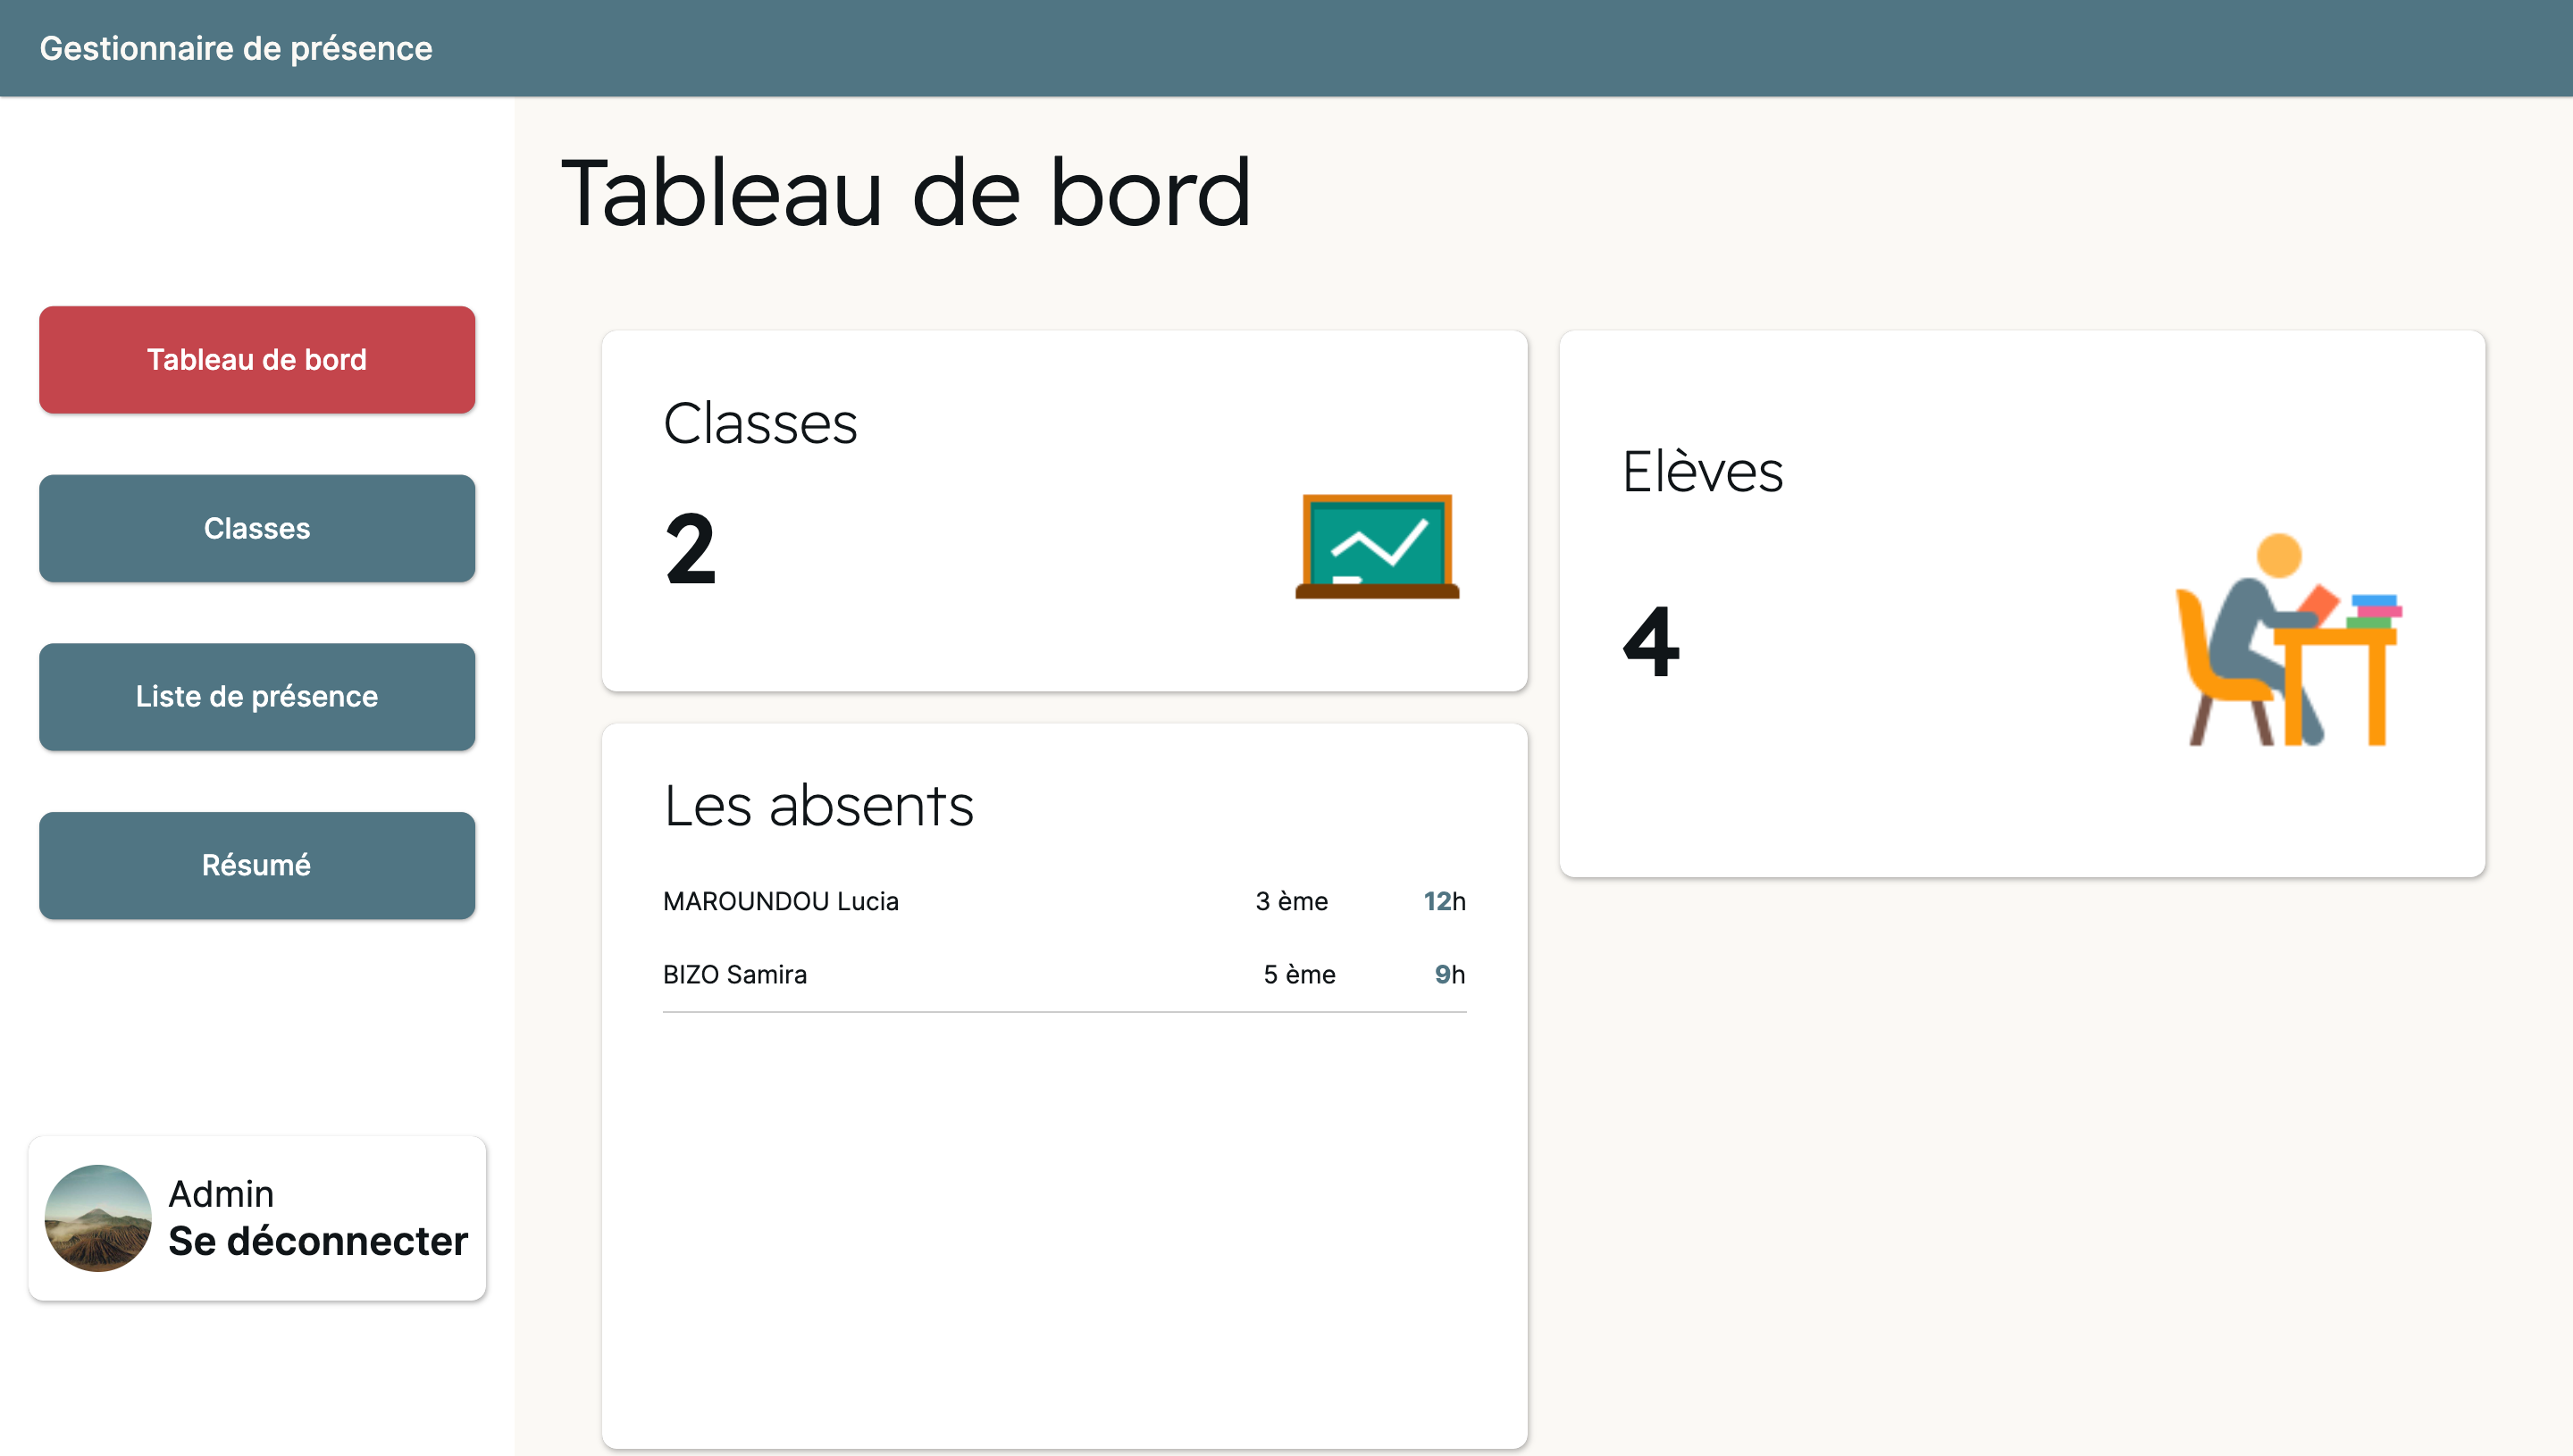 Gestionnaire de présence
Tableau de bord
Classes
Liste de présence
Résumé
Admin
Se déconnecter
Tableau de bord
Classes
2
Elèves
4
Les absents
MAROUNDOU Lucia 3 ème 12h
BIZO Samira 5 ème 9h